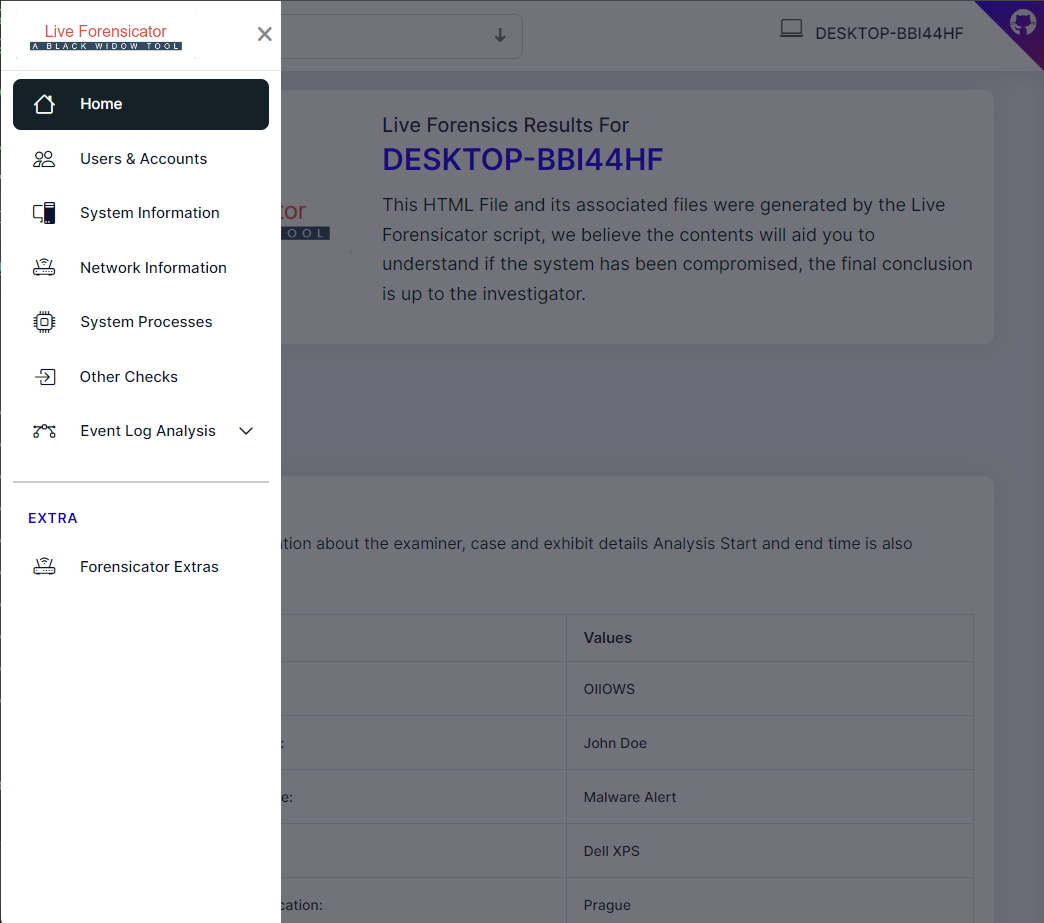 Live Forensicator
A BLACK WIDOW TOOL
DESKTOP-BBI44HF
Home
Users & Accounts
System Information
Network Information
System Processes
Other Checks
Event Log Analysis
EXTRA
Forensicator Extras
tor
OOL
Live Forensics Results For
DESKTOP-BBI44HF
This HTML File and its associated files were generated by the Live
Forensicator script, we believe the contents will aid you to
understand if the system has been compromised, the final conclusion
is up to the investigator.
tion about the examiner, case and exhibit details Analysis Start and end time is also
Values
OIIOWS
:
John Doe
e:
Malware Alert
Dell XPS
cation:
Prague